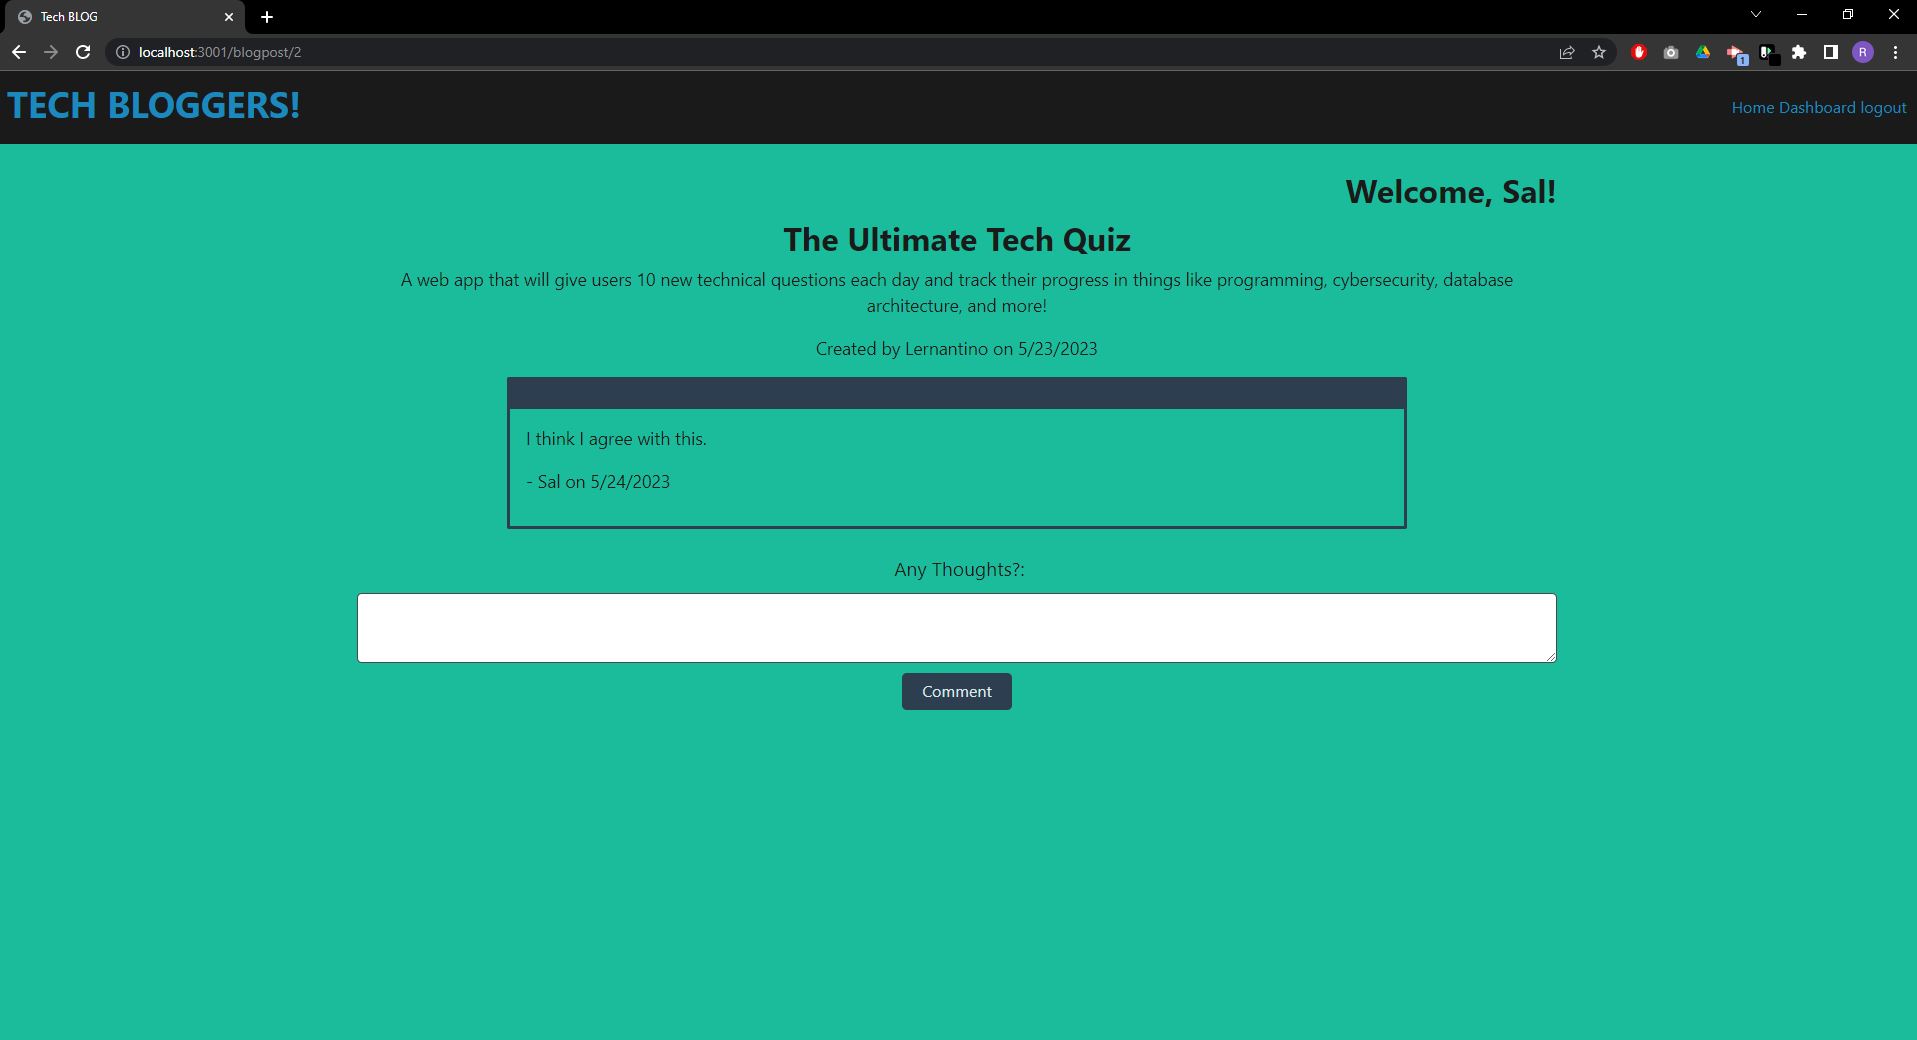 Tech BLOG
localhost:3001/blogpost/2
1
R
TECH BLOGGERS!
Home Dashboard logout
Welcome, Sal!
The Ultimate Tech Quiz
A web app that will give users 10 new technical questions each day and track their progress in things like programming, cybersecurity, database
architecture, and more!
Created by Lernantino on 5/23/2023
I think I agree with this.
- Sal on 5/24/2023
Any Thoughts?:
Comment